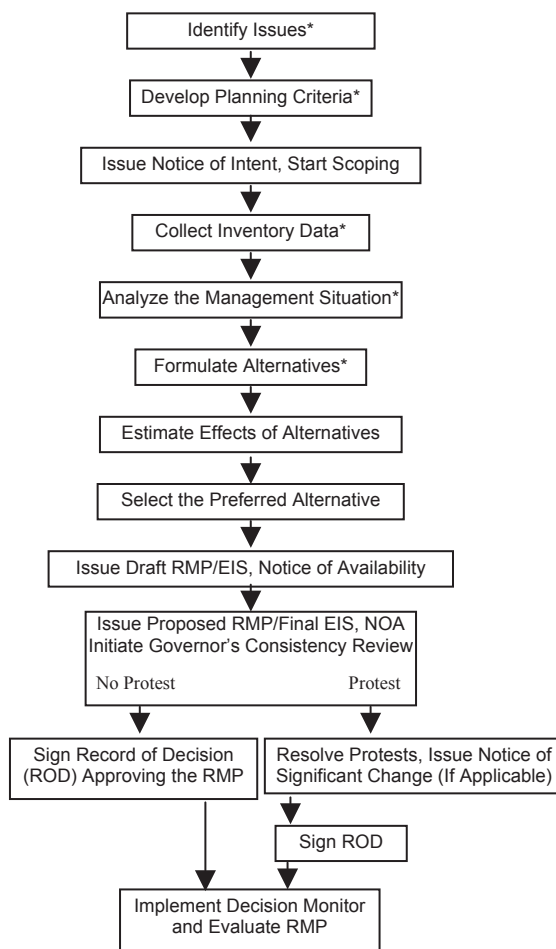 Identify Issues*
Develop Planning Criteria*
Issue Notice of Intent, Start Scoping
Collect Inventory Data*
Analyze the Management Situation*
Formulate Alternatives*
Estimate Effects of Alternatives
Select the Preferred Alternative
Issue Draft RMP/EIS, Notice of Availability
Issue Proposed RMP/Final EIS, NOA
Initiate Governor's Consistency Review
No Protest
Protest
Sign Record of Decision
(ROD) Approving the RMP
Resolve Protests, Issue Notice of
Significant Change (If Applicable)
Sign ROD
Implement Decision Monitor
and Evaluate RMP